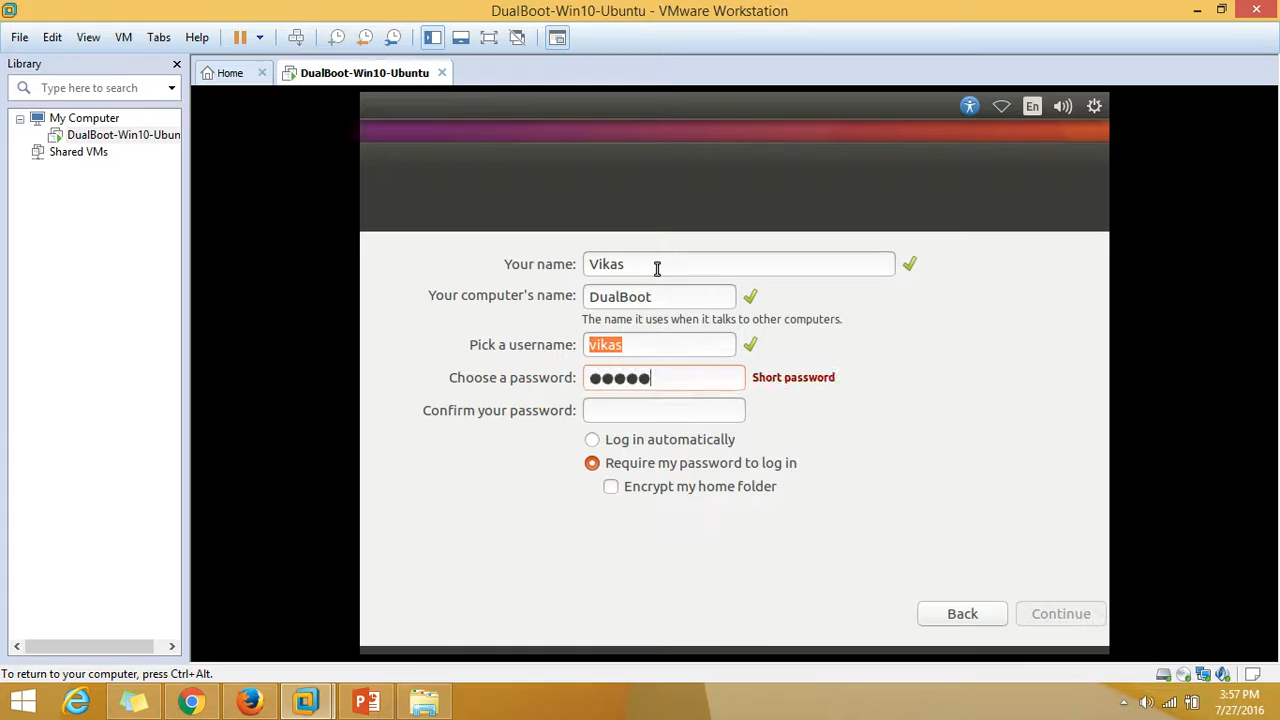 DualBoot-Win10-Ubuntu - VMware Workstation
File Edit View VM Tabs Help
Library
Home
DualBoot-Win10-Ubuntu
Type here to search
My Computer
DualBoot-Win10-Ubun
Shared VMs
En
Your name: Vikas
Your computer's name: DualBoot
The name it uses when it talks to other computers.
Pick a username: vikas
Choose a password: ●●●●● Short password
Confirm your password:
Log in automatically
Require my password to log in
Encrypt my home folder
Back Continue
To return to your computer, press Ctrl+Alt.
3:57 PM
7/27/2016